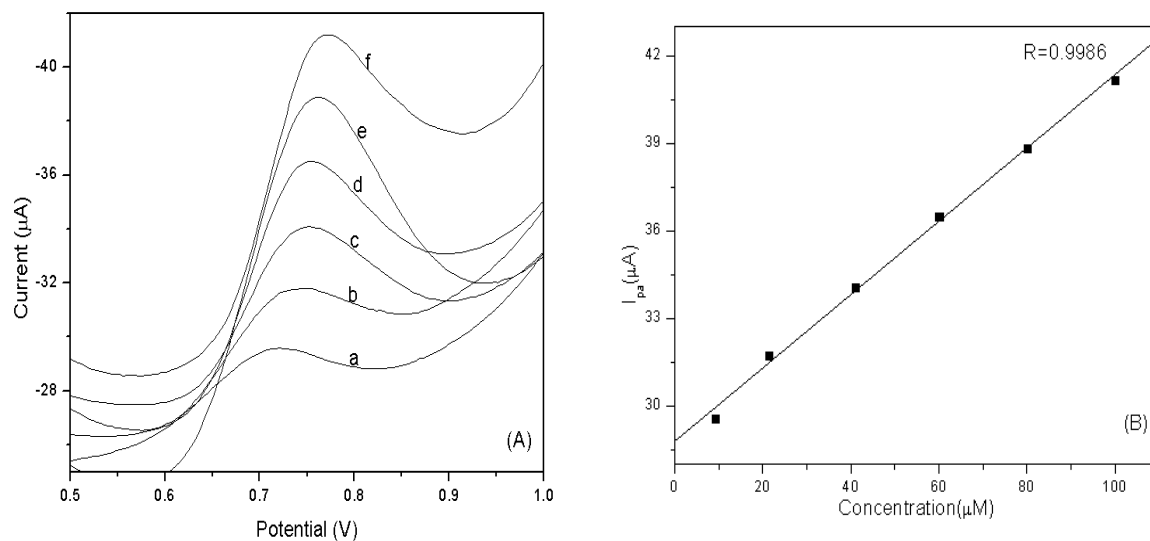 -40
-36
-32
-28
Current (μA)
f
e
d
c
b
a
(A)
0.5 0.6 0.7 0.8 0.9 1.0
Potential (V)
42
39
36
33
30
I pa(μA)
R=0.9986
(B)
0 20 40 60 80 100
Concentration(μM)